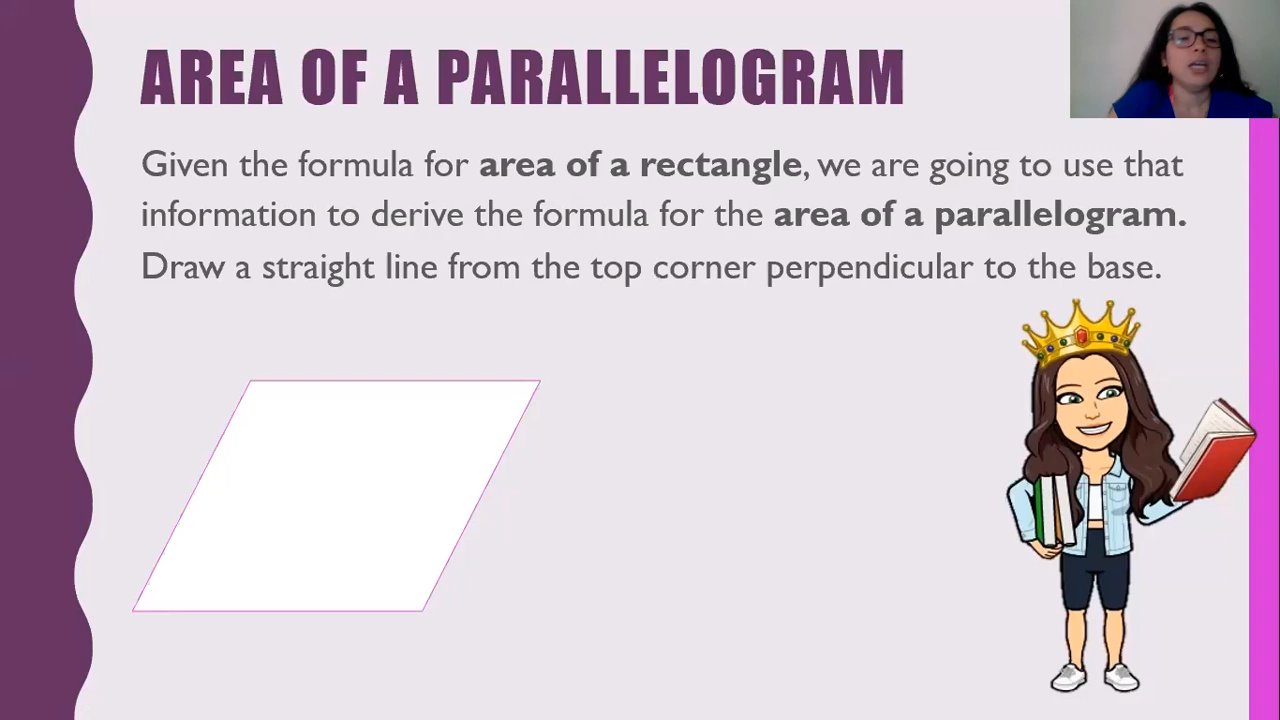 AREA OF A PARALLELOGRAM
Given the formula for area of a rectangle, we are going to use that
information to derive the formula for the area of a parallelogram.
Draw a straight line from the top corner perpendicular to the base.